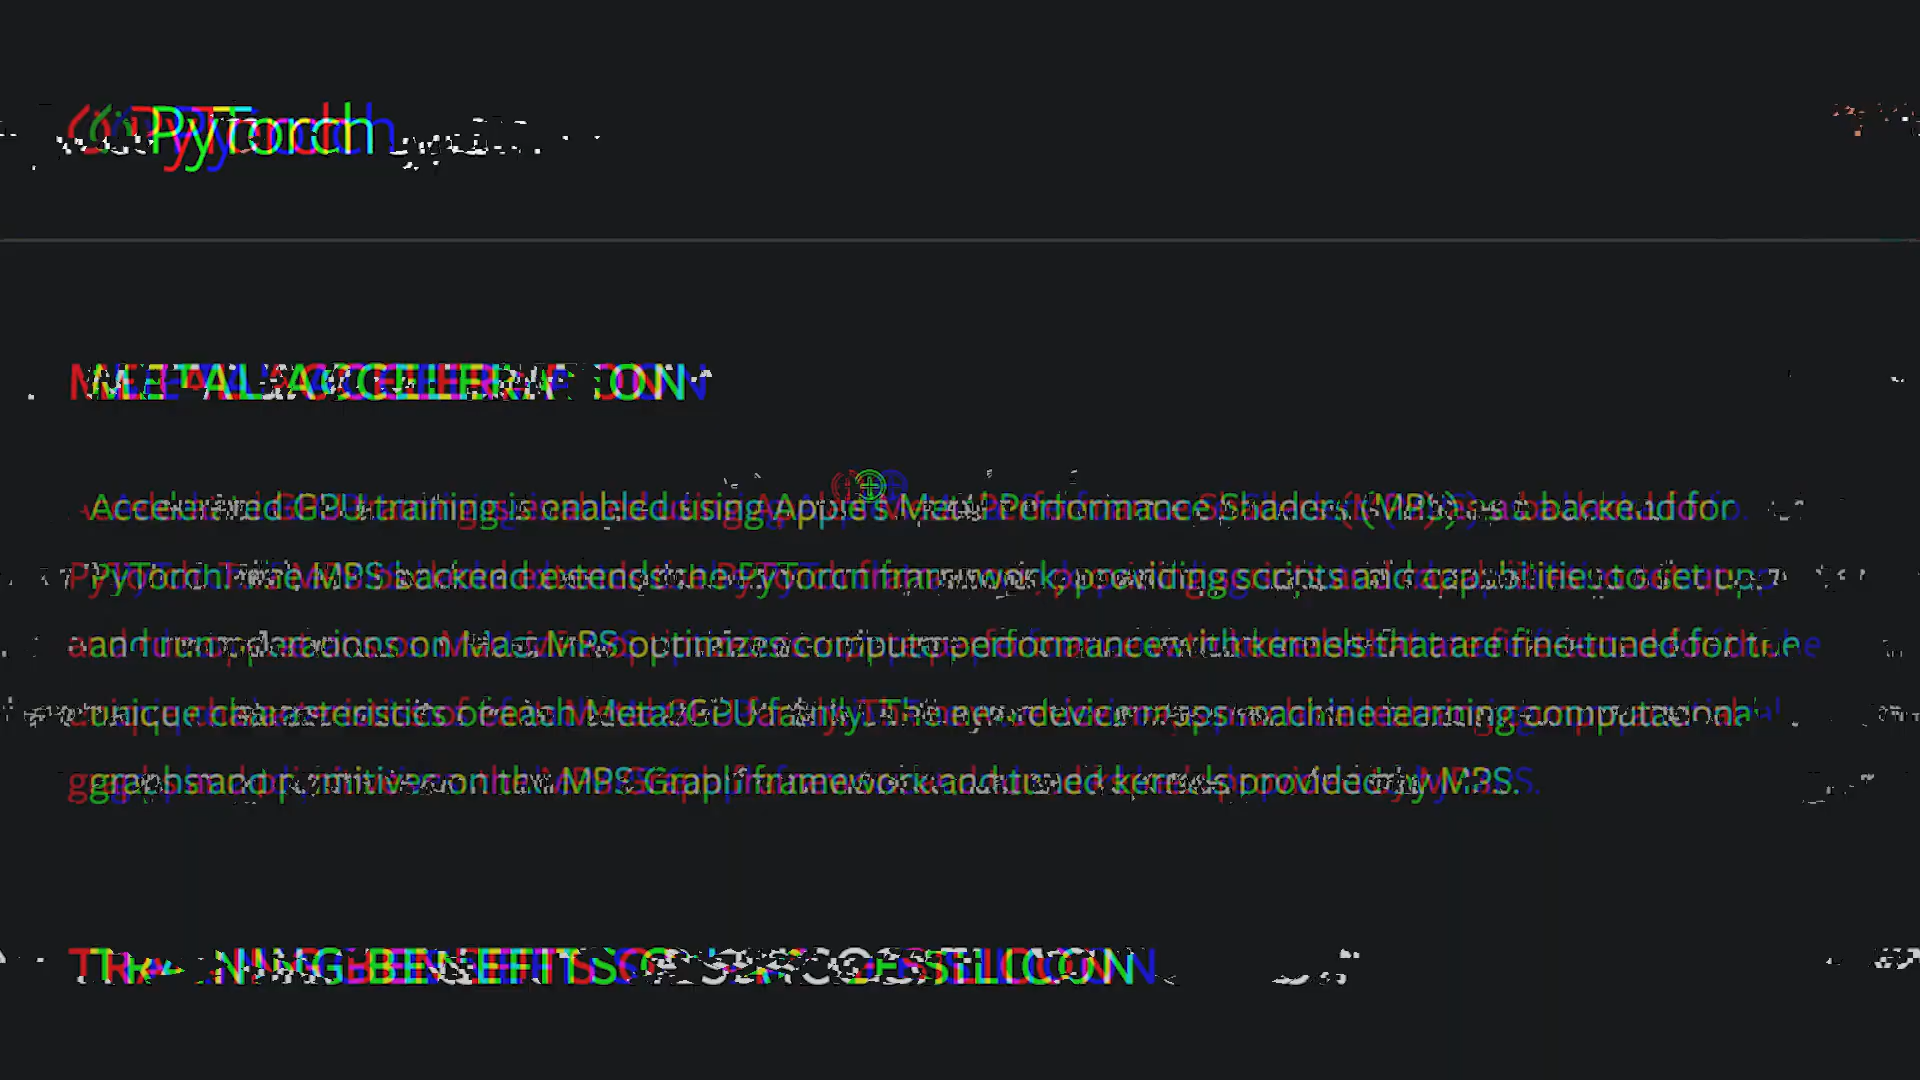 PyTorch
METAL ACCELERATION
Accelerated GPU training is enabled using Apple's Metal Performance Shaders (MPS) as a backend for
PyTorch. The MPS backend extends the PyTorch framework, providing scripts and capabilities to set up
and run operations on Mac. MPS optimizes compute performance with kernels that are fine-tuned for the
unique characteristics of each Metal GPU family. The new device maps machine learning computational
graphs and primitives on the MPS Graph framework and tuned kernels provided by MPS.
TRAINING BENEFITS ON SILICON